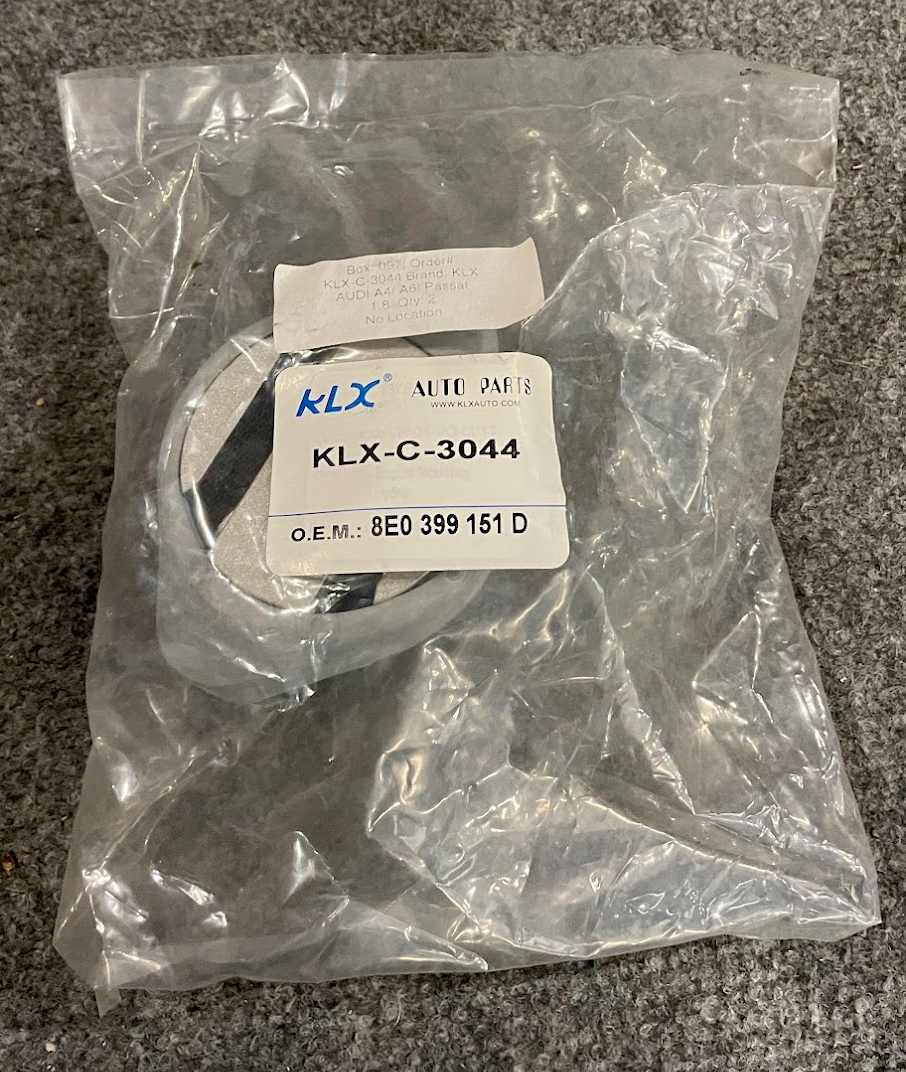 Box: 097, Order#
KLX-C-3044 Brand: KLX
AUDI A4/ A6/ Passat
1.8/ Qty: 2
No Location
KLX® AUTO PARTS
WWW.KLXAUTO.COM
KLX-C-3044
O.E.M.: 8E0 399 151 D